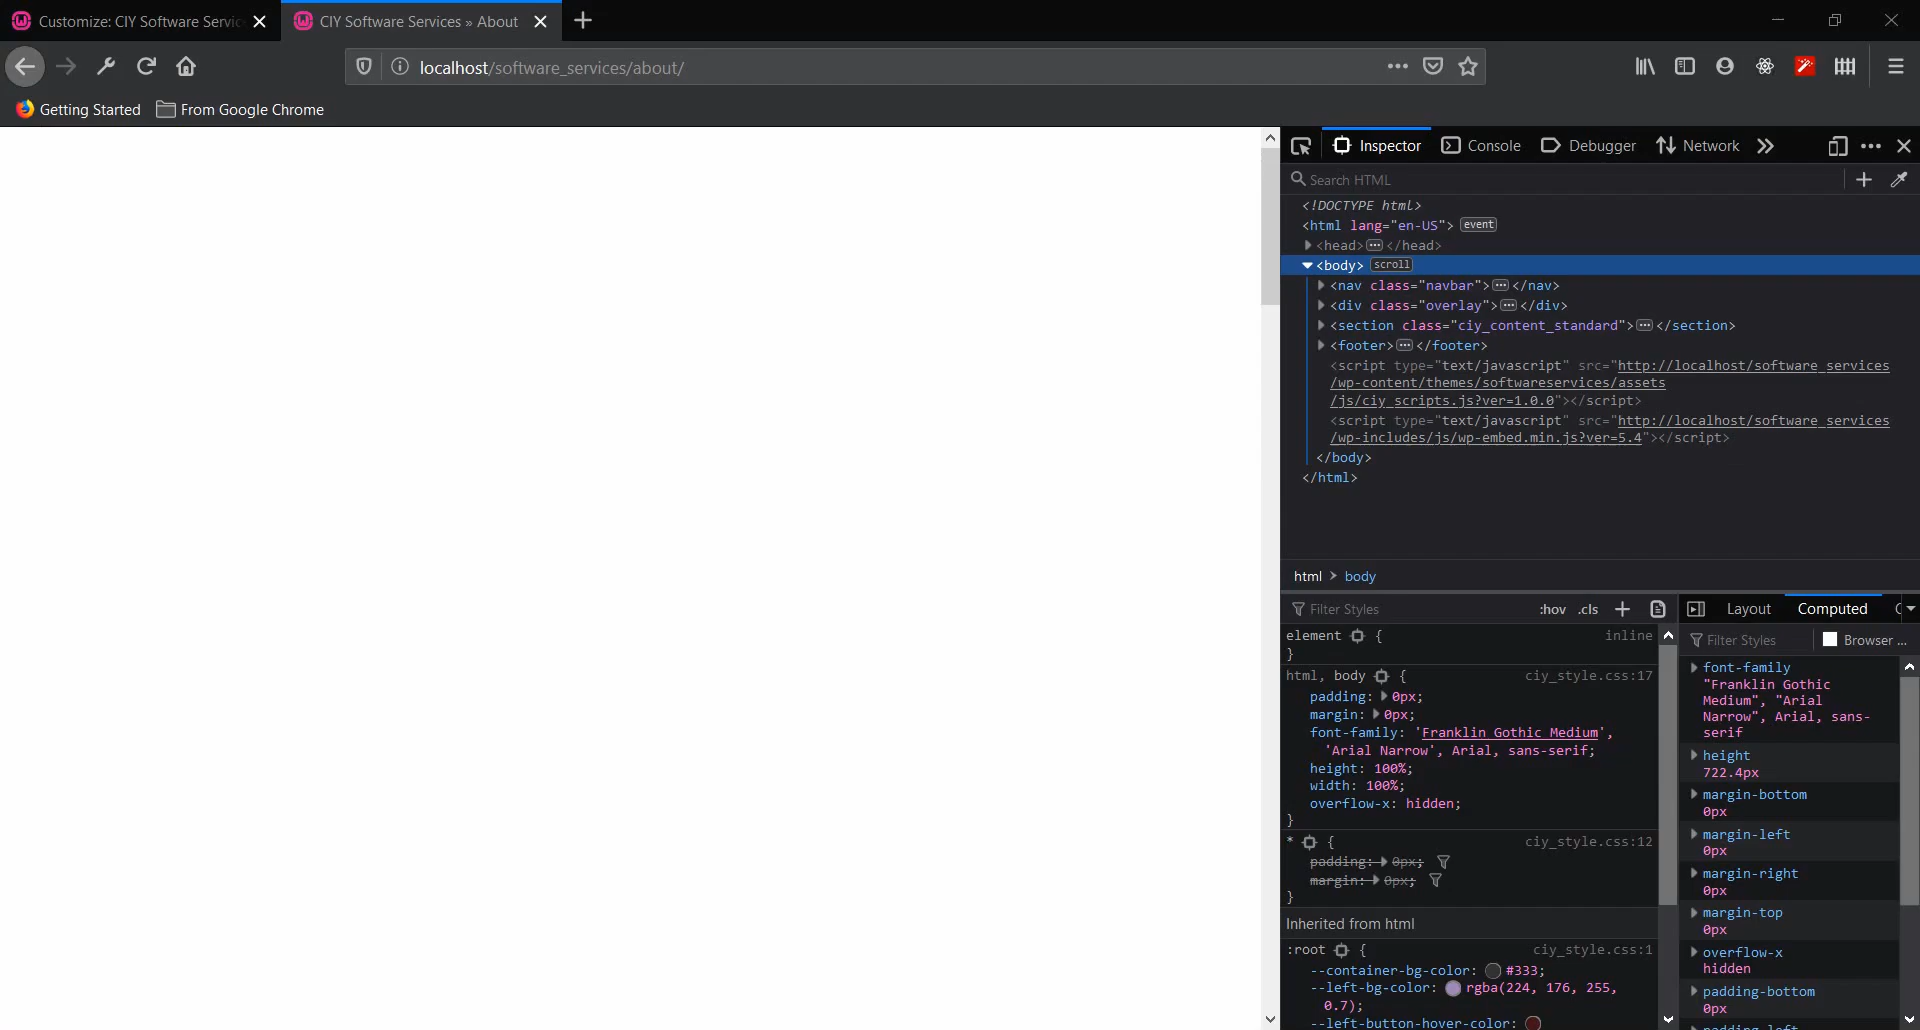 Customize: CIY Software Servic
CIY Software Services » About
localhost/software_services/about/
Getting Started
From Google Chrome
Inspector
Console
Debugger
Network
Search HTML
<!DOCTYPE html>
<html lang="en-US"> event
<head> </head>
<body> scroll
<nav class="navbar"> </nav>
<div class="overlay"> </div>
<section class="ciy_content_standard"> </section>
<footer> </footer>
<script type="text/javascript" src="http://localhost/software_services
/wp-content/themes/softwareservices/assets
/js/ciy_scripts.js?ver=1.0.0"></script>
<script type="text/javascript" src="http://localhost/software_services
/wp-includes/js/wp-embed.min.js?ver=5.4"></script>
</body>
</html>
html > body
Filter Styles :hov .cls +
element { inline
}
html, body { ciy_style.css:17
padding: 0px;
margin: 0px;
font-family: 'Franklin Gothic Medium',
'Arial Narrow', Arial, sans-serif;
height: 100%;
width: 100%;
overflow-x: hidden;
}
* { ciy_style.css:12
padding: 0px;
margin: 0px;
}
Inherited from html
:root { ciy_style.css:1
--container-bg-color: #333;
--left-bg-color: rgba(224, 176, 255,
0.7);
--left-button-hover-color:
Layout
Computed
Filter Styles
Browser ...
font-family
"Franklin Gothic
Medium", "Arial
Narrow", Arial, sans-
serif
height
722.4px
margin-bottom
0px
margin-left
0px
margin-right
0px
margin-top
0px
overflow-x
hidden
padding-bottom
0px